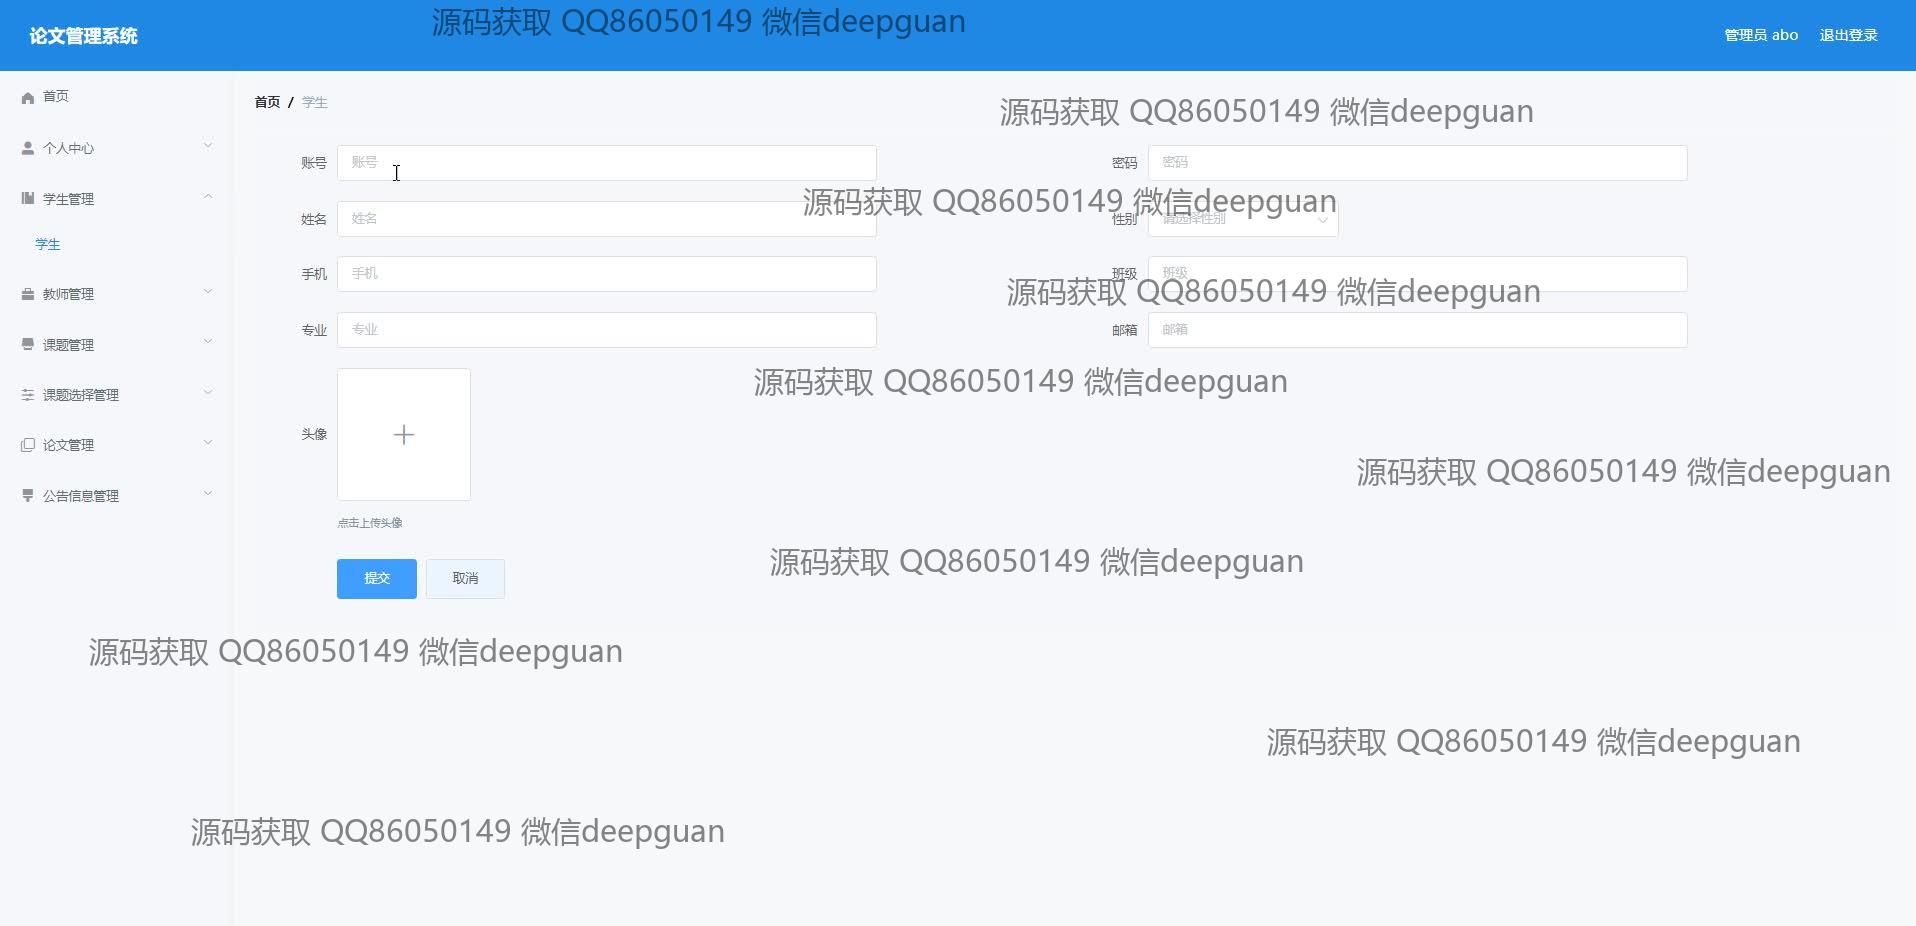 源码获取 QQ86050149 微信deepguan
论文管理系统
管理员 abo 退出登录
首页
首页 / 学生
源码获取 QQ86050149 微信deepguan
个人中心
账号 账号
密码 密码
学生管理
源码获取 QQ86050149 微信deepguan
姓名 姓名
性别 请选择性别
学生
手机 手机
班级 班级
教师管理
源码获取 QQ86050149 微信deepguan
专业 专业
邮箱 邮箱
课题管理
源码获取 QQ86050149 微信deepguan
课题选择管理
头像
论文管理
源码获取 QQ86050149 微信deepguan
公告信息管理
点击上传头像
源码获取 QQ86050149 微信deepguan
提交 取消
源码获取 QQ86050149 微信deepguan
源码获取 QQ86050149 微信deepguan
源码获取 QQ86050149 微信deepguan